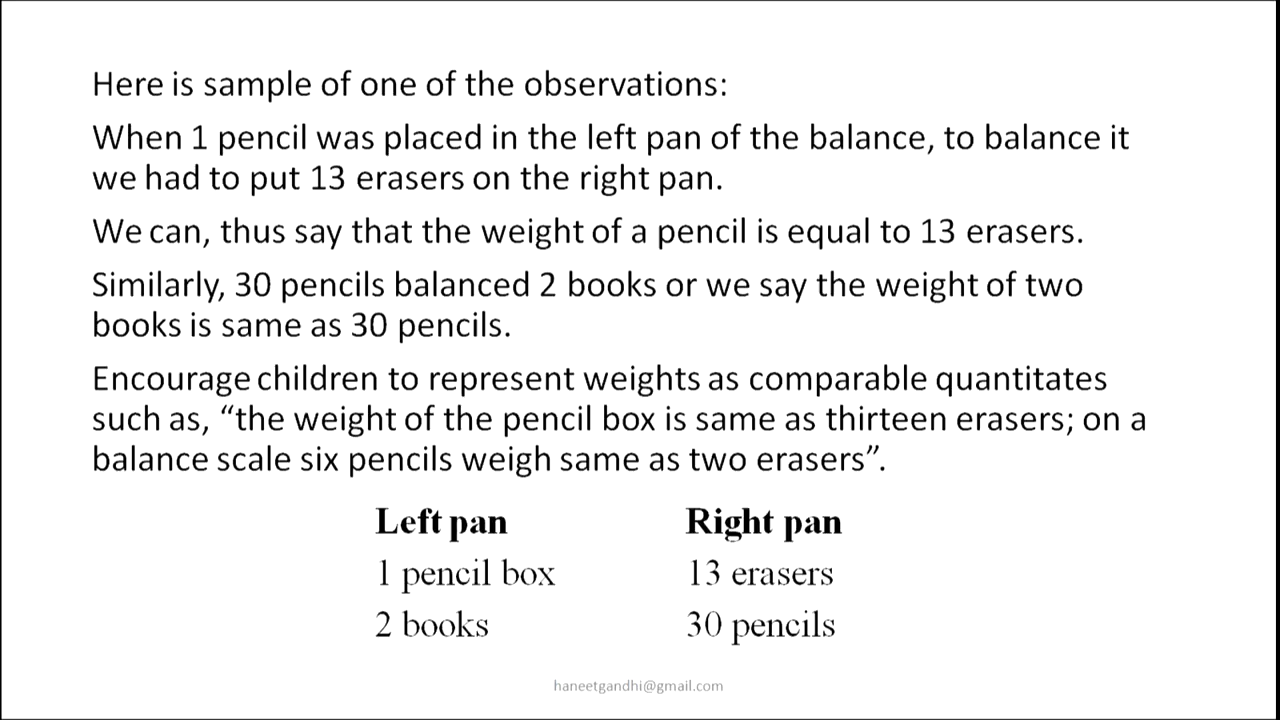 Here is sample of one of the observations:
When 1 pencil was placed in the left pan of the balance, to balance it
we had to put 13 erasers on the right pan.
We can, thus say that the weight of a pencil is equal to 13 erasers.
Similarly, 30 pencils balanced 2 books or we say the weight of two
books is same as 30 pencils.
Encourage children to represent weights as comparable quantitates
such as, “the weight of the pencil box is same as thirteen erasers; on a
balance scale six pencils weigh same as two erasers”.
Left pan Right pan
1 pencil box 13 erasers
2 books 30 pencils
haneetgandhi@gmail.com